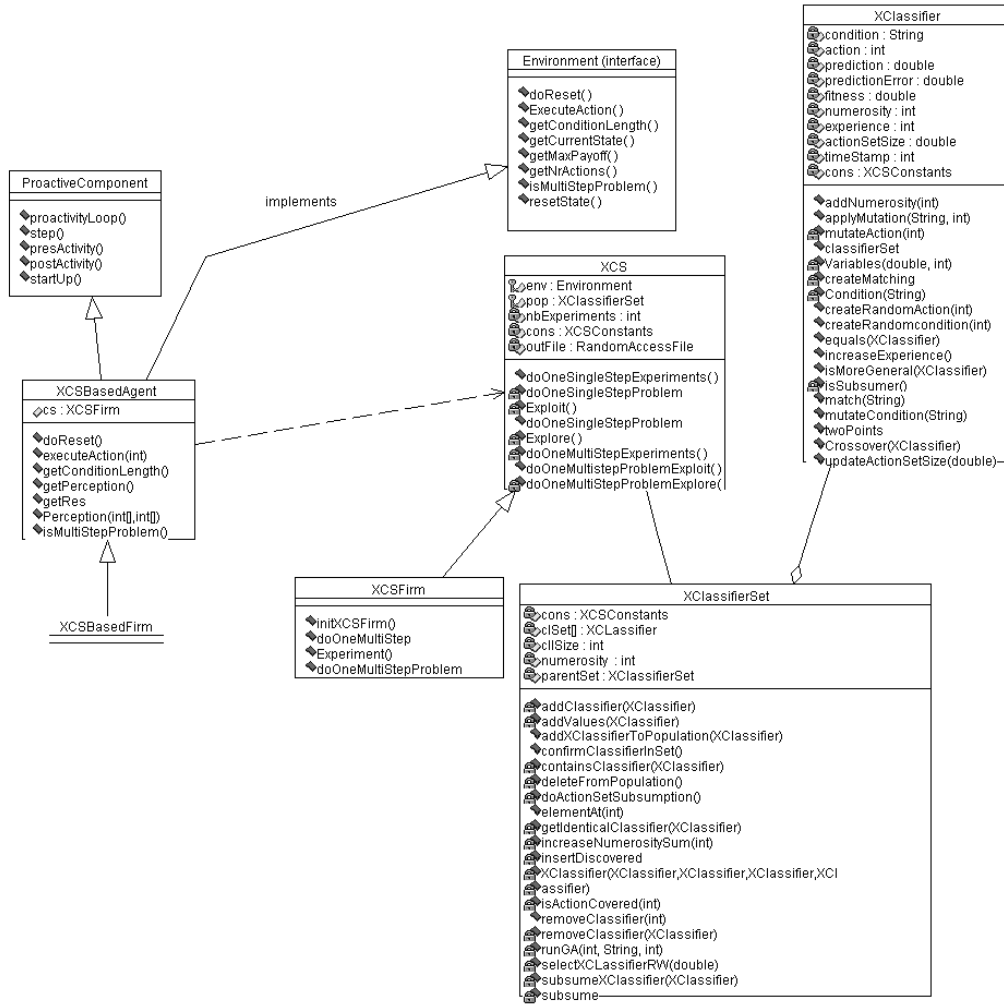 XClassifier
condition : String
action : int
prediction : double
predictionError : double
fitness : double
numerosity : int
experience : int
actionSetSize : double
timeStamp : int
cons : XCSConstants
addNumerosity(int)
applyMutation(String, int)
mutateAction(int)
classifierSet
Variables(double, int)
createMatching
Condition(String)
createRandomAction(int)
createRandomcondition(int)
equals(XClassifier)
increaseExperience()
isMoreGeneral(XClassifier)
isSubsumer()
match(String)
mutateCondition(String)
twoPoints
Crossover(XClassifier)
updateActionSetSize(double)
Environment (interface)
doReset()
ExecuteAction()
getConditionLength()
getCurrentState()
getMaxPayoff()
getNrActions()
isMultiStepProblem()
resetState()
implements
ProactiveComponent
proactivityLoop()
step()
presActivity()
postActivity()
startUp()
XCS
env : Environment
pop : XClassifierSet
nbExperiments : int
cons : XCSConstants
outFile : RandomAccessFile
doOneSingleStepExperiments()
doOneSingleStepProblem
Exploit()
doOneSingleStepProblem
Explore()
doOneMultiStepExperiments()
doOneMultistepProblemExploit()
doOneMultiStepProblemExplore(
XCSBasedAgent
cs : XCSFirm
doReset()
executeAction(int)
getConditionLength()
getPerception()
getRes
Perception(int[],int[])
isMultiStepProblem()
XCSBasedFirm
XCSFirm
initXCSFirm()
doOneMultiStep
Experiment()
doOneMultiStepProblem
XClassifierSet
cons : XCSConstants
clSet[] : XCLassifier
cllSize : int
numerosity : int
parentSet : XClassifierSet
addClassifier(XClassifier)
addValues(XClassifier)
addXClassifierToPopulation(XClassifier)
confirmClassifierInSet()
containsClassifier(XClassifier)
deleteFromPopulation()
doActionSetSubsumption()
elementAt(int)
getIdenticalClassifier(XClassifier)
increaseNumerositySum(int)
insertDiscovered
XClassifier(XClassifier,XClassifier,XClassifier,XCl
assifier)
isActionCovered(int)
removeClassifier(int)
removeClassifier(XClassifier)
runGA(int, String, int)
selectXCLassifierRW(double)
subsumeXClassifier(XClassifier)
subsume